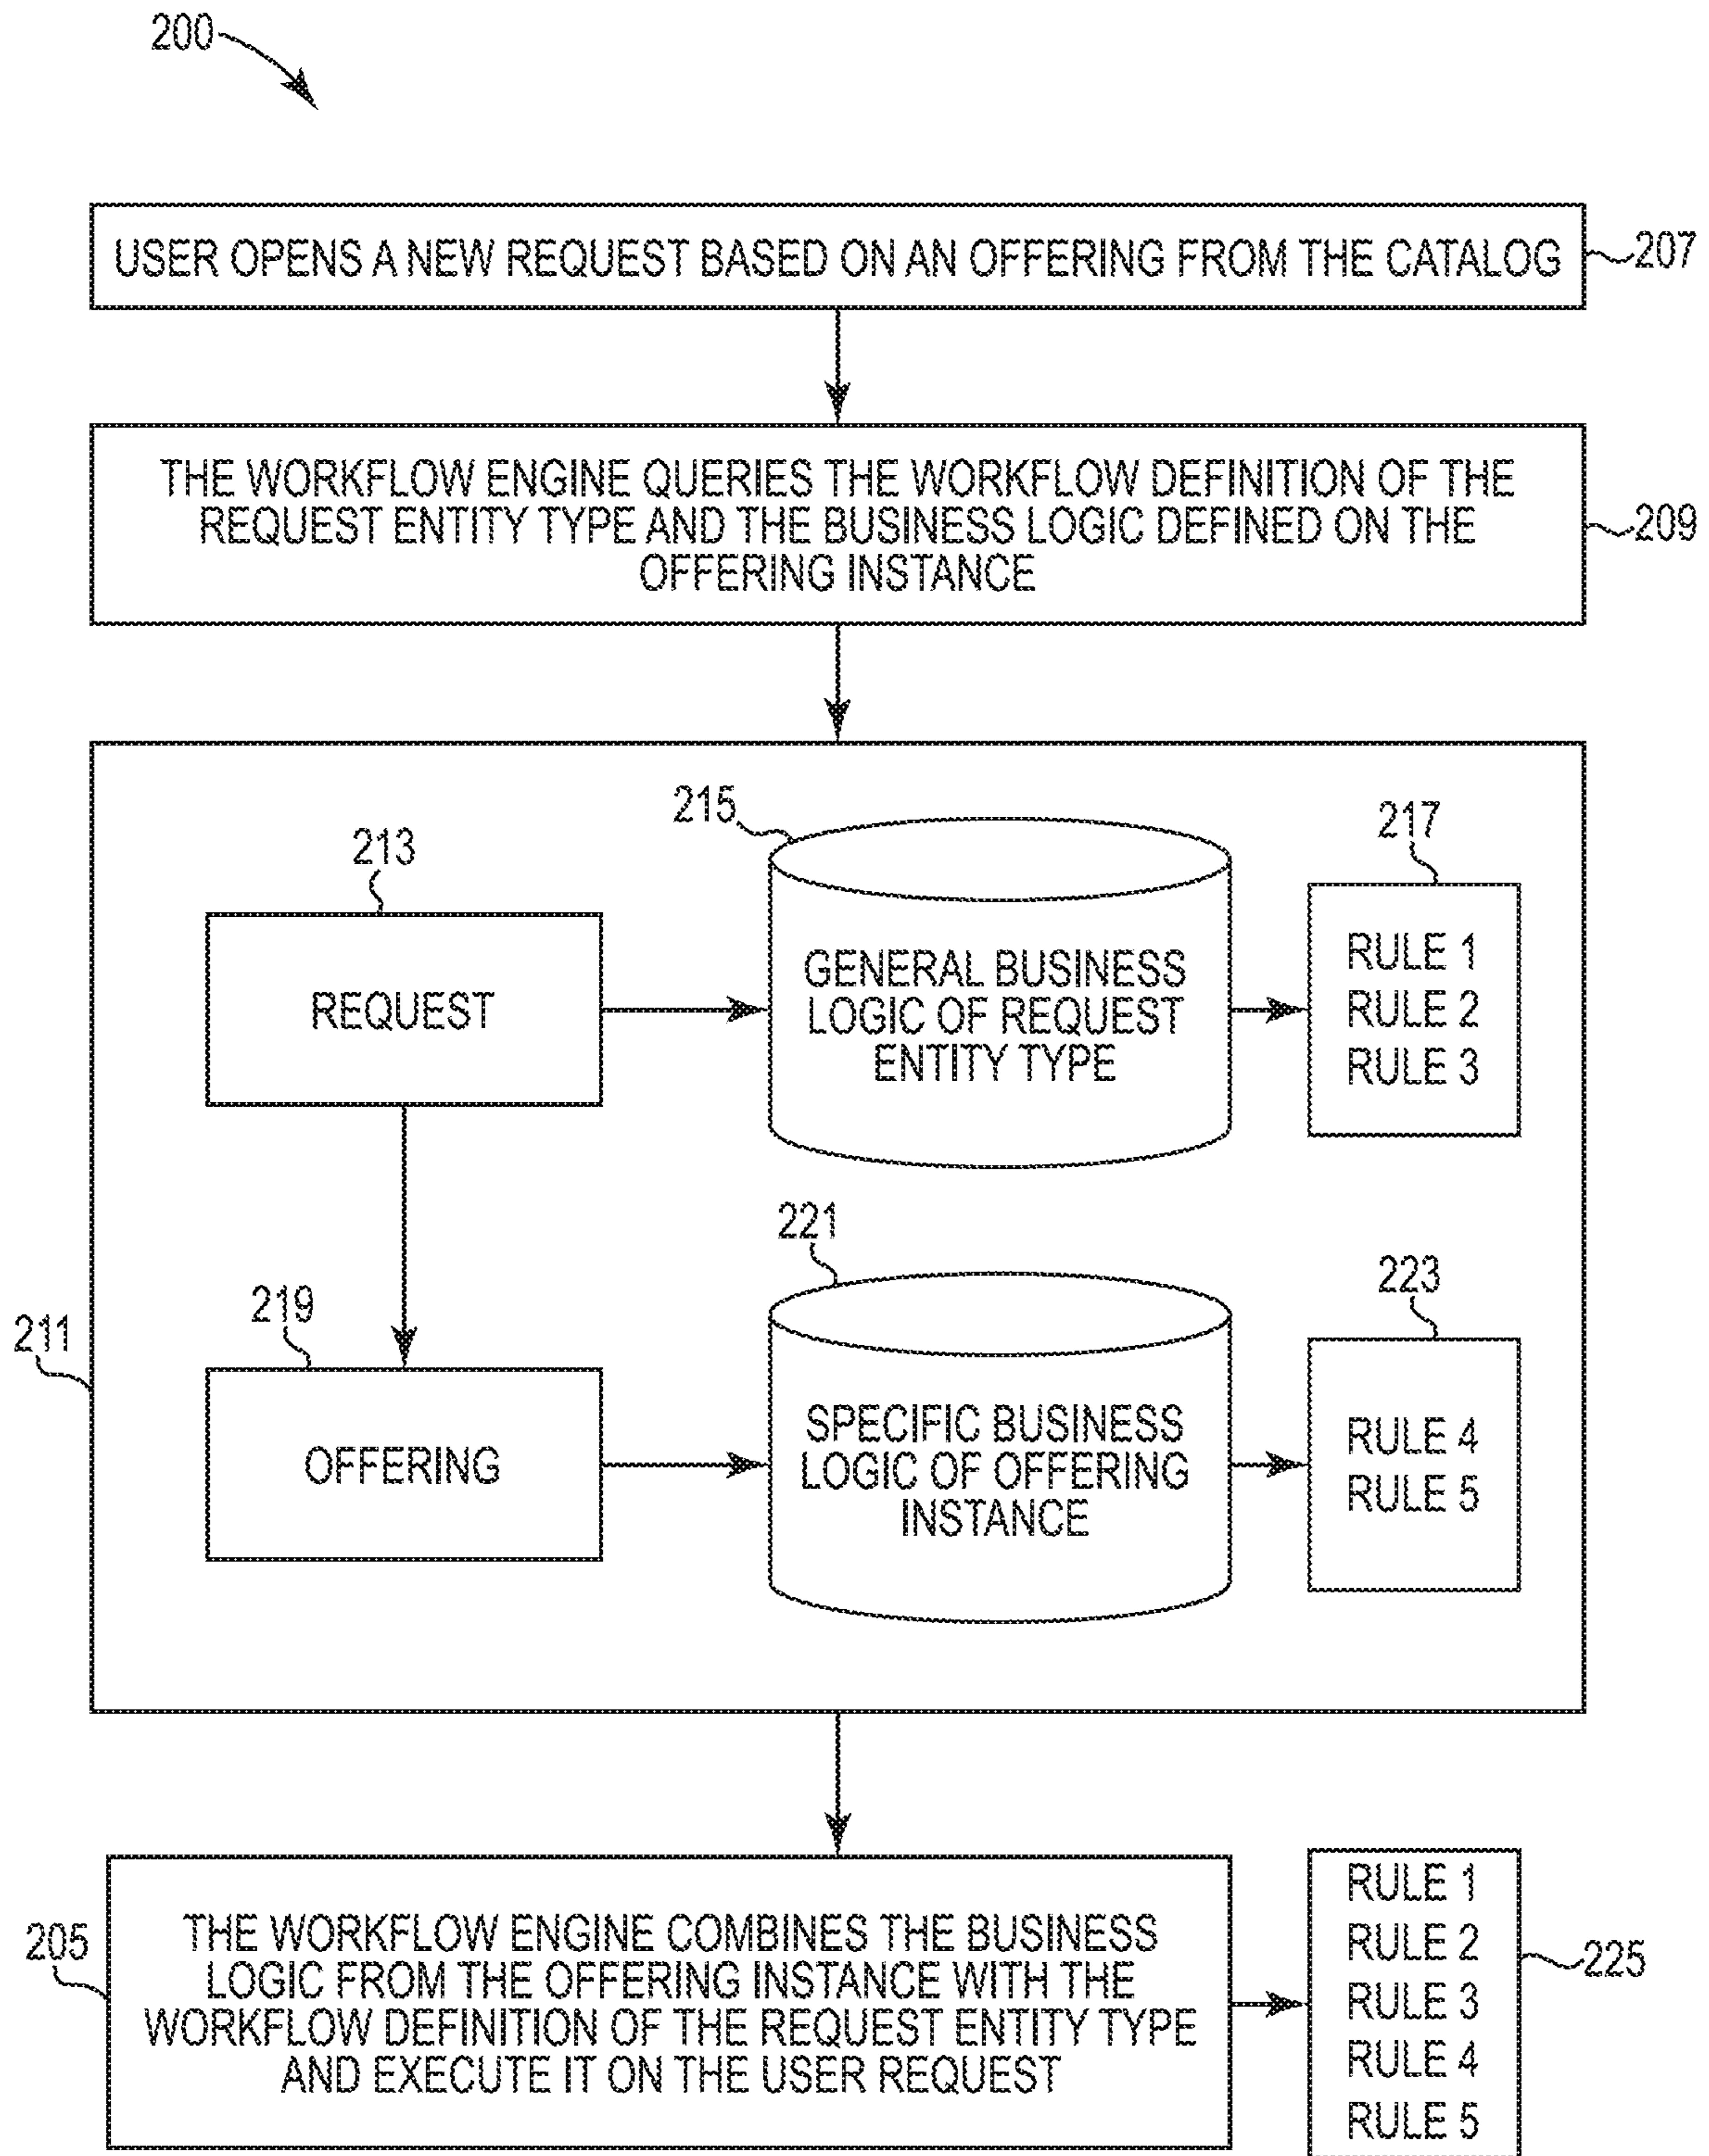 200
USER OPENS A NEW REQUEST BASED ON AN OFFERING FROM THE CATALOG
207
THE WORKFLOW ENGINE QUERIES THE WORKFLOW DEFINITION OF THE
REQUEST ENTITY TYPE AND THE BUSINESS LOGIC DEFINED ON THE
OFFERING INSTANCE
209
211
213
REQUEST
215
GENERAL BUSINESS
LOGIC OF REQUEST
ENTITY TYPE
217
RULE 1
RULE 2
RULE 3
219
OFFERING
221
SPECIFIC BUSINESS
LOGIC OF OFFERING
INSTANCE
223
RULE 4
RULE 5
205
THE WORKFLOW ENGINE COMBINES THE BUSINESS
LOGIC FROM THE OFFERING INSTANCE WITH THE
WORKFLOW DEFINITION OF THE REQUEST ENTITY TYPE
AND EXECUTE IT ON THE USER REQUEST
RULE 1
RULE 2
RULE 3
RULE 4
RULE 5
225